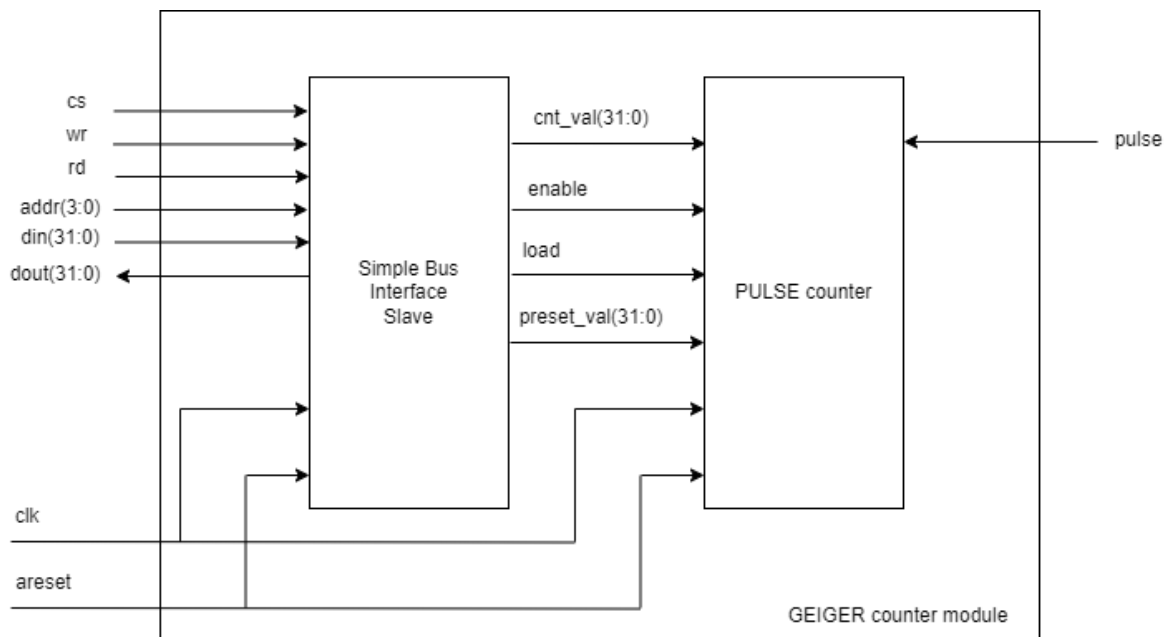 cs
wr
rd
addr(3:0)
din(31:0)
dout(31:0)
clk
areset
Simple Bus
Interface
Slave
cnt_val(31:0)
enable
load
preset_val(31:0)
PULSE counter
pulse
GEIGER counter module